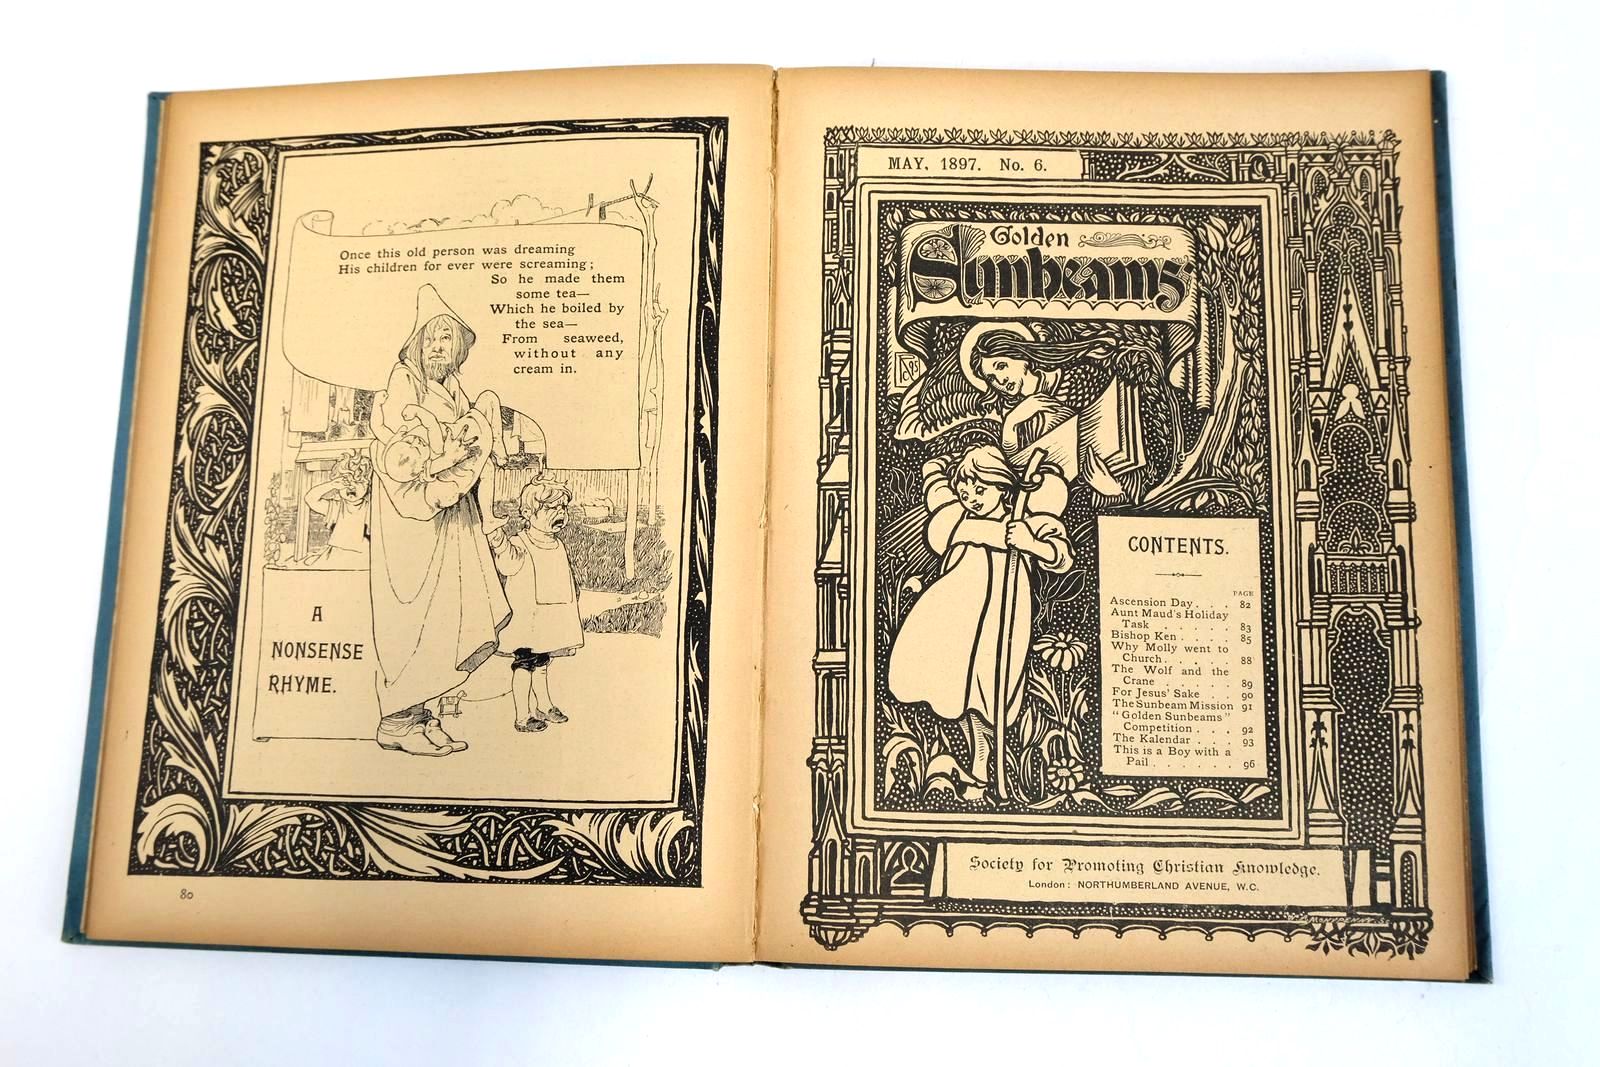 Once this old person was dreaming
His children for ever were screaming;
So he made them
some tea—
Which he boiled by
the sea—
From seaweed,
without any
cream in.
A
NONSENSE
RHYME.
80
MAY, 1897. No. 6.
Golden
Sunbeams
CONTENTS.
PAGE
Ascension Day . . . 82
Aunt Maud's Holiday
Task . . . . . 83
Bishop Ken . . . . 85
Why Molly went to
Church . . . . . 88
The Wolf and the
Crane . . . . . 89
For Jesus' Sake . . 90
The Sunbeam Mission 91
"Golden Sunbeams"
Competition . . . 92
The Kalendar . . . 93
This is a Boy with a
Pail . . . . . . 96
Society for Promoting Christian Knowledge.
London: NORTHUMBERLAND AVENUE, W.C.